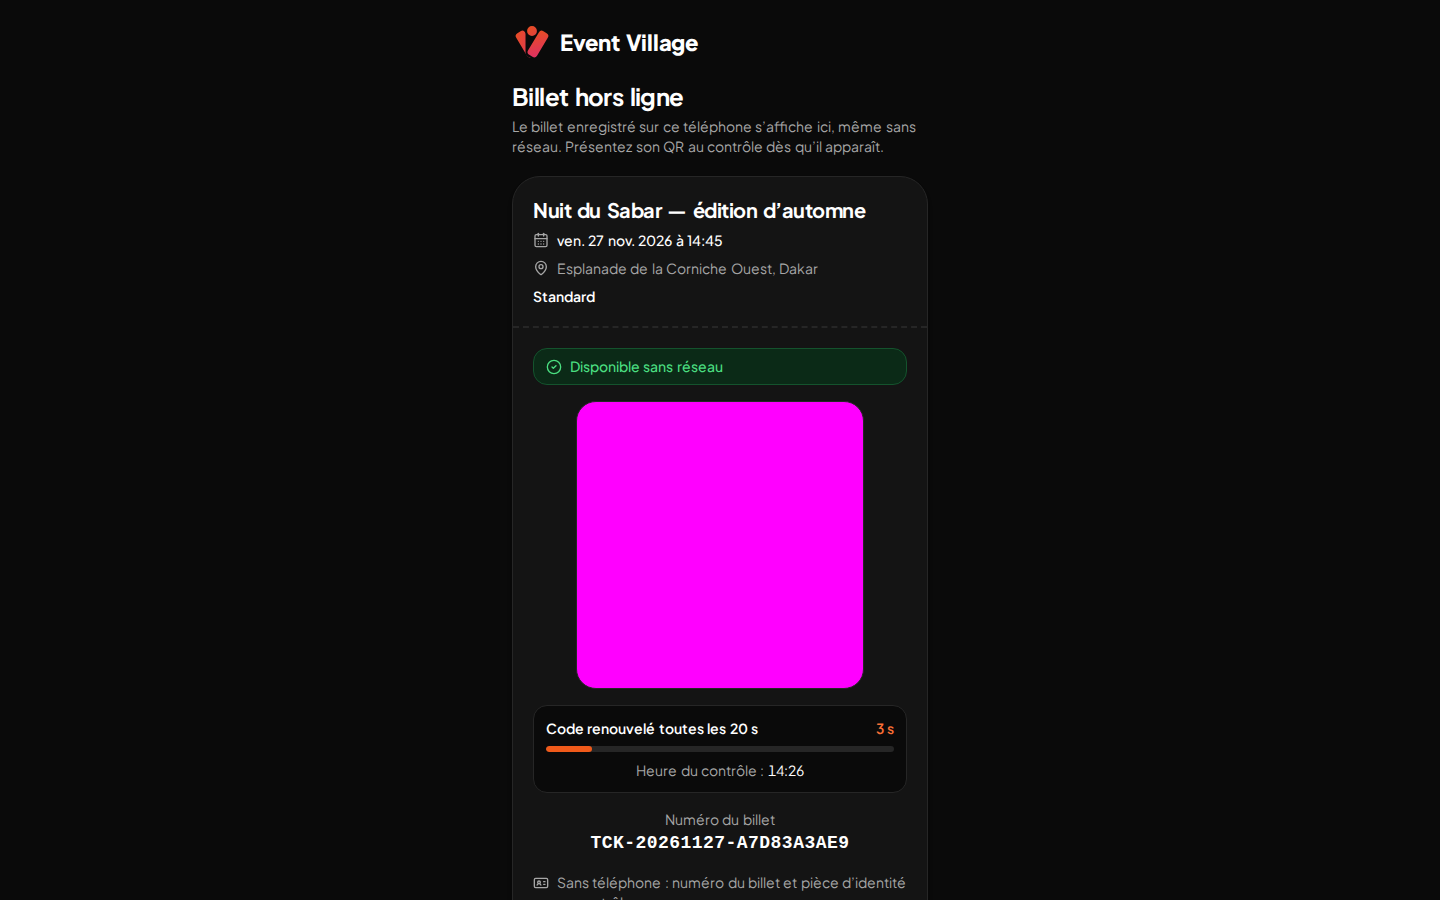 Event Village
Billet hors ligne
Le billet enregistré sur ce téléphone s’affiche ici, même sans
réseau. Présentez son QR au contrôle dès qu’il apparaît.
Nuit du Sabar — édition d’automne
ven. 27 nov. 2026 à 14:45
Esplanade de la Corniche Ouest, Dakar
Standard
Disponible sans réseau
Code renouvelé toutes les 20 s
3 s
Heure du contrôle : 14:26
Numéro du billet
TCK-20261127-A7D83A3AE9
Sans téléphone : numéro du billet et pièce d’identité